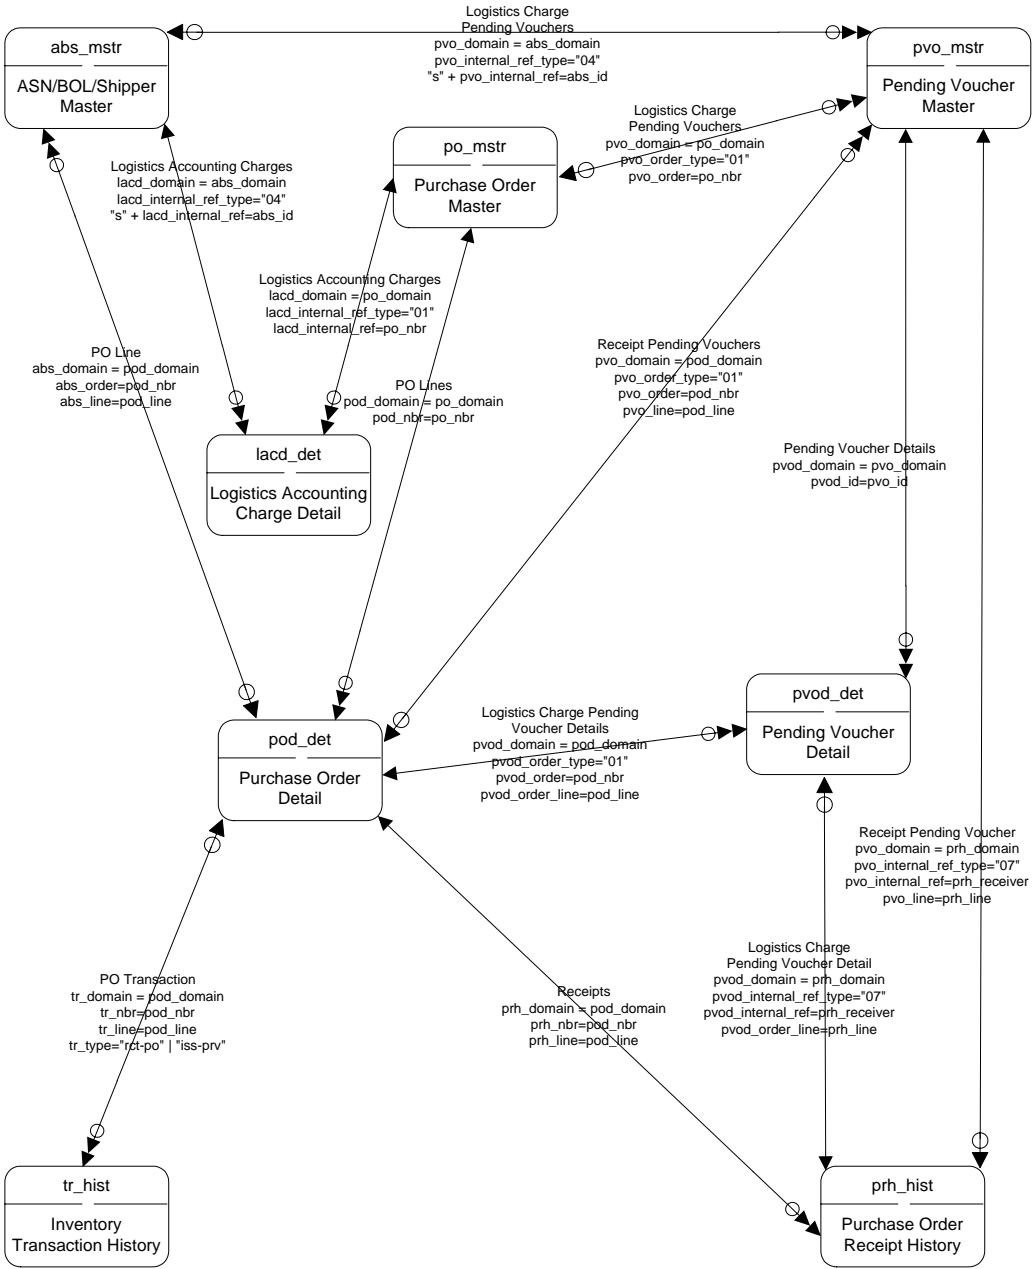 Logistics Charge
Pending Vouchers
pvo_domain = abs_domain
pvo_internal_ref_type="04"
"s" + pvo_internal_ref=abs_id
abs_mstr
ASN/BOL/Shipper
Master
pvo_mstr
Pending Voucher
Master
Logistics Charge
Pending Vouchers
pvo_domain = po_domain
pvo_order_type="01"
pvo_order=po_nbr
po_mstr
Purchase Order
Master
Logistics Accounting Charges
lacd_domain = abs_domain
lacd_internal_ref_type="04"
"s" + lacd_internal_ref=abs_id
Logistics Accounting Charges
lacd_domain = po_domain
lacd_internal_ref_type="01"
lacd_internal_ref=po_nbr
PO Line
abs_domain = pod_domain
abs_order=pod_nbr
abs_line=pod_line
PO Lines
pod_domain = po_domain
pod_nbr=po_nbr
Receipt Pending Vouchers
pvo_domain = pod_domain
pvo_order_type="01"
pvo_order=pod_nbr
pvo_line=pod_line
Pending Voucher Details
pvod_domain = pvo_domain
pvod_id=pvo_id
lacd_det
Logistics Accounting
Charge Detail
pvod_det
Pending Voucher
Detail
pod_det
Purchase Order
Detail
Logistics Charge Pending
Voucher Details
pvod_domain = pod_domain
pvod_order_type="01"
pvod_order=pod_nbr
pvod_order_line=pod_line
Receipt Pending Voucher
pvo_domain = prh_domain
pvo_internal_ref_type="07"
pvo_internal_ref=prh_receiver
pvo_line=prh_line
Logistics Charge
Pending Voucher Detail
pvod_domain = prh_domain
pvod_internal_ref_type="07"
pvod_internal_ref=prh_receiver
pvod_order_line=prh_line
PO Transaction
tr_domain = pod_domain
tr_nbr=pod_nbr
tr_line=pod_line
tr_type="rct-po" | "iss-prv"
Receipts
prh_domain = pod_domain
prh_nbr=pod_nbr
prh_line=pod_line
tr_hist
Inventory
Transaction History
prh_hist
Purchase Order
Receipt History